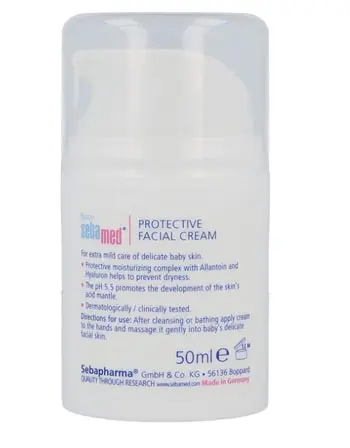 baby
sebamed®
PROTECTIVE
FACIAL CREAM
For extra mild care of delicate baby skin.
• Protective moisturizing complex with Allantoin and
Hyaluron helps to prevent dryness.
• The pH 5.5 promotes the development of the skin's
acid mantle.
• Dermatologically / clinically tested.
Directions for use: After cleansing or bathing apply cream
to the hands and massage it gently into baby's delicate
facial skin.
50ml e
Sebapharma® GmbH & Co. KG • 56136 Boppard
QUALITY THROUGH RESEARCH www.sebamed.com Made in Germany